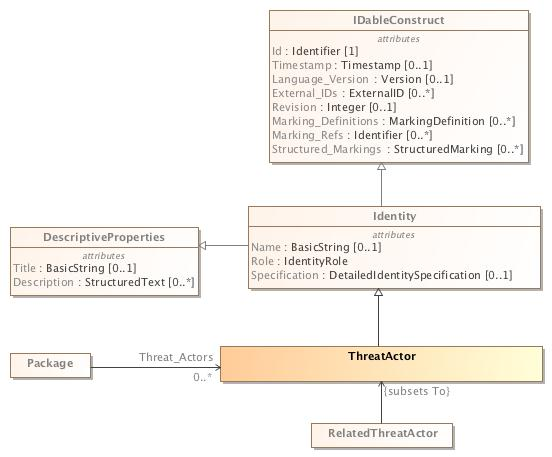 IDableConstruct
attributes
Id : Identifier [1]
Timestamp : Timestamp [0..1]
Language_Version : Version [0..1]
External_IDs : ExternalID [0..*]
Revision : Integer [0..1]
Marking_Definitions : MarkingDefinition [0..*]
Marking_Refs : Identifier [0..*]
Structured_Markings : StructuredMarking [0..*]
Identity
attributes
Name : BasicString [0..1]
Role : IdentityRole
Specification : DetailedIdentitySpecification [0..1]
DescriptiveProperties
attributes
Title : BasicString [0..1]
Description : StructuredText [0..*]
ThreatActor
Package
Threat_Actors
0..*
{subsets To}
RelatedThreatActor